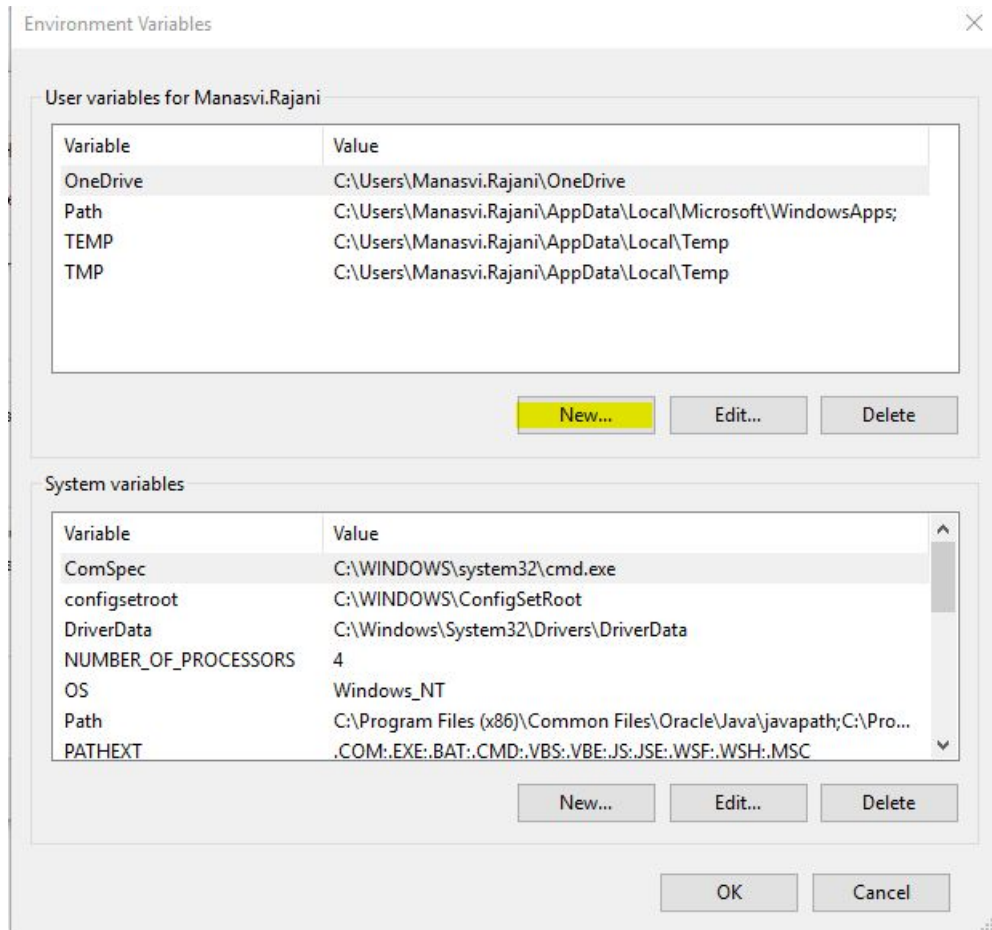 Environment Variables
User variables for Manasvi.Rajani
Variable Value
OneDrive C:\Users\Manasvi.Rajani\OneDrive
Path C:\Users\Manasvi.Rajani\AppData\Local\Microsoft\WindowsApps;
TEMP C:\Users\Manasvi.Rajani\AppData\Local\Temp
TMP C:\Users\Manasvi.Rajani\AppData\Local\Temp
New... Edit... Delete
System variables
Variable Value
ComSpec C:\WINDOWS\system32\cmd.exe
configsetroot C:\WINDOWS\ConfigSetRoot
DriverData C:\Windows\System32\Drivers\DriverData
NUMBER_OF_PROCESSORS 4
OS Windows_NT
Path C:\Program Files (x86)\Common Files\Oracle\Java\javapath;C:\Pro...
PATHEXT .COM;.EXE;.BAT;.CMD;.VBS;.VBE;.JS;.JSE;.WSF;.WSH;.MSC
New... Edit... Delete
OK Cancel